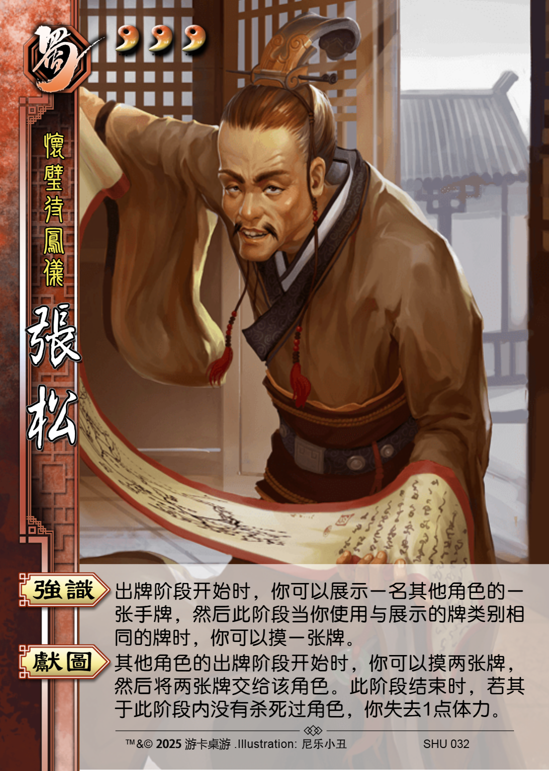 蜀
懷璧待鳳儀
張松
強識
出牌阶段开始时，你可以展示一名其他角色的一
张手牌，然后此阶段当你使用与展示的牌类别相
同的牌时，你可以摸一张牌。
獻圖
其他角色的出牌阶段开始时，你可以摸两张牌，
然后将两张牌交给该角色。此阶段结束时，若其
于此阶段内没有杀死过角色，你失去1点体力。
™&© 2025 游卡桌游 .Illustration: 尼乐小丑
SHU 032